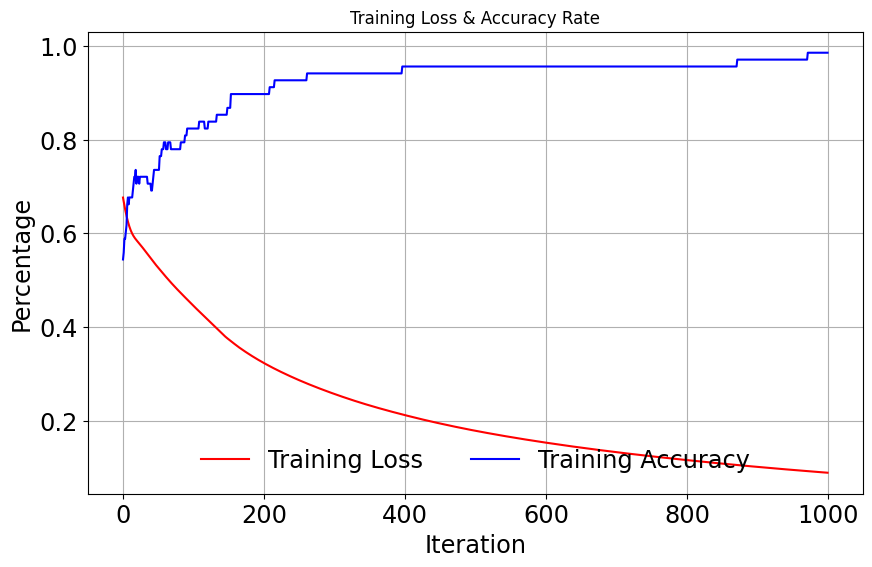 Training Loss & Accuracy Rate
1.0
0.8
0.6
0.4
0.2
Percentage
Training Loss Training Accuracy
0 200 400 600 800 1000
Iteration